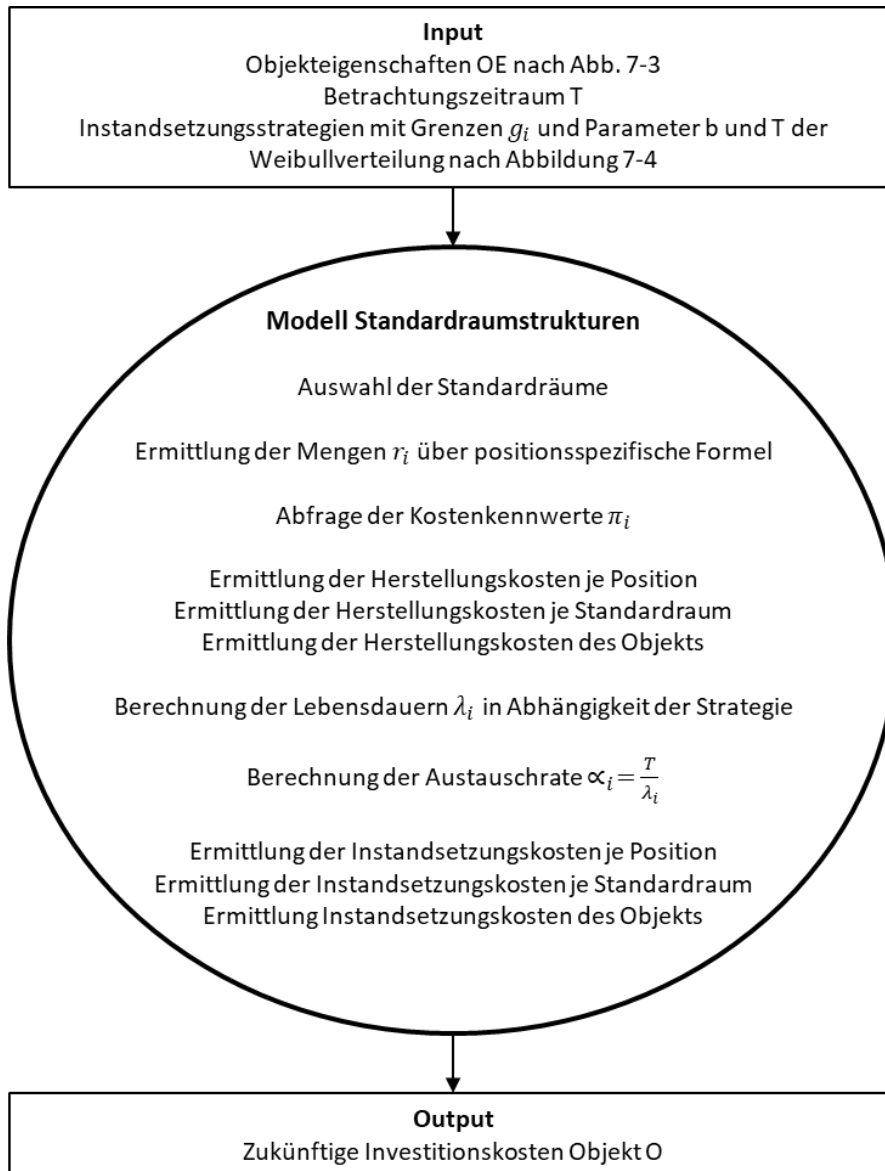 Input
Objekteigenschaften OE nach Abb. 7-3
Betrachtungszeitraum T
Instandsetzungsstrategien mit Grenzen gᵢ und Parameter b und T der
Weibullverteilung nach Abbildung 7-4
Modell Standardraumstrukturen
Auswahl der Standardräume
Ermittlung der Mengen rᵢ über positionsspezifische Formel
Abfrage der Kostenkennwerte πᵢ
Ermittlung der Herstellungskosten je Position
Ermittlung der Herstellungskosten je Standardraum
Ermittlung der Herstellungskosten des Objekts
Berechnung der Lebensdauern λᵢ in Abhängigkeit der Strategie
Berechnung der Austauschrate ∝ᵢ = T/λᵢ
Ermittlung der Instandsetzungskosten je Position
Ermittlung der Instandsetzungskosten je Standardraum
Ermittlung Instandsetzungskosten des Objekts
Output
Zukünftige Investitionskosten Objekt O